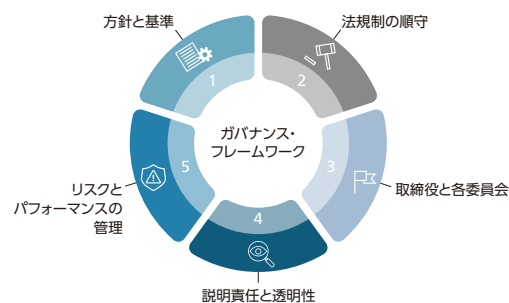 方針と基準
法規制の順守
1
2
ガバナンス・
フレームワーク
5
3
リスクと
パフォーマンスの
管理
取締役と各委員会
4
説明責任と透明性